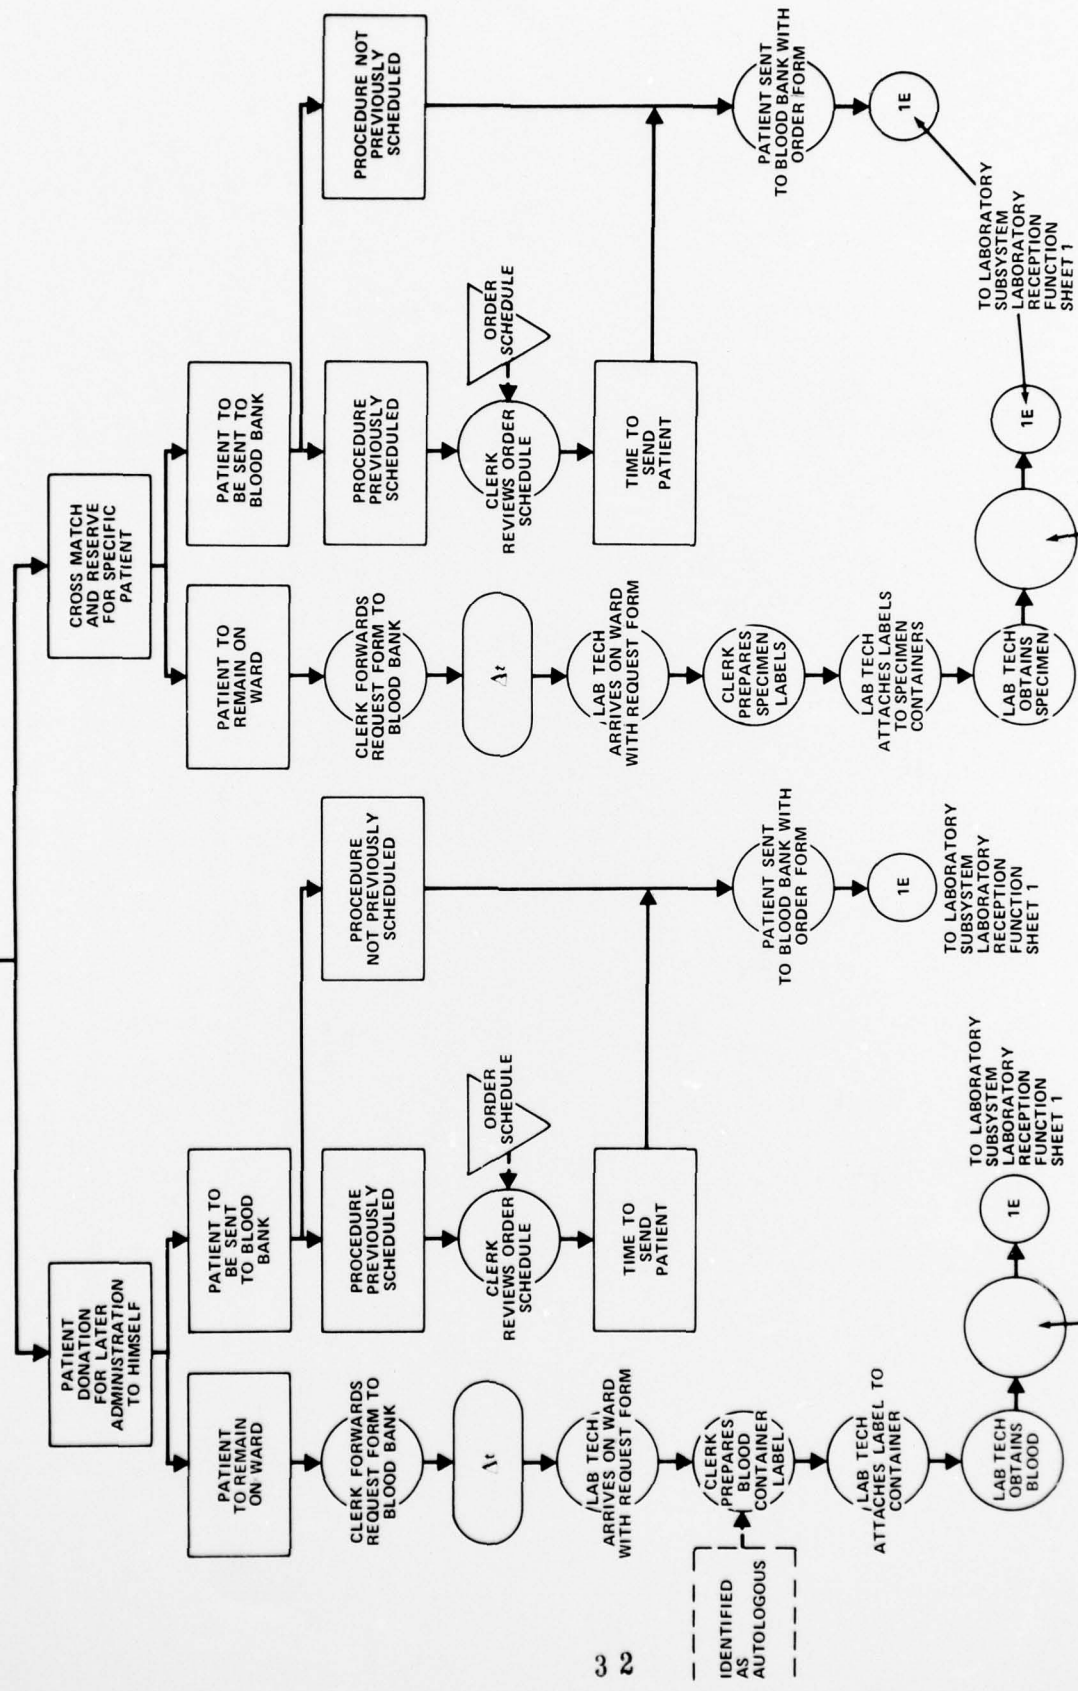 PATIENT
DONATION
FOR LATER
ADMINISTRATION
TO HIMSELF
CROSS MATCH
AND RESERVE
FOR SPECIFIC
PATIENT
PATIENT
TO REMAIN
ON WARD
PATIENT TO
BE SENT
TO BLOOD
BANK
PATIENT TO
REMAIN ON
WARD
PATIENT TO
BE SENT TO
BLOOD BANK
CLERK FORWARDS
REQUEST FORM TO
BLOOD BANK
PROCEDURE
PREVIOUSLY
SCHEDULED
PROCEDURE
NOT PREVIOUSLY
SCHEDULED
CLERK FORWARDS
REQUEST FORM TO
BLOOD BANK
PROCEDURE
PREVIOUSLY
SCHEDULED
PROCEDURE NOT
PREVIOUSLY
SCHEDULED
Δt
CLERK
REVIEWS ORDER
SCHEDULE
ORDER
SCHEDULE
Δt
CLERK
REVIEWS ORDER
SCHEDULE
ORDER
SCHEDULE
LAB TECH
ARRIVES ON WARD
WITH REQUEST FORM
TIME TO
SEND
PATIENT
LAB TECH
ARRIVES ON WARD
WITH REQUEST FORM
TIME TO
SEND
PATIENT
IDENTIFIED
AS
AUTOLOGOUS
CLERK
PREPARES
BLOOD
CONTAINER
LABEL
PATIENT SENT
TO BLOOD BANK WITH
ORDER FORM
CLERK
PREPARES
SPECIMEN
LABELS
PATIENT SENT
TO BLOOD BANK WITH
ORDER FORM
LAB TECH
ATTACHES LABEL TO
CONTAINER
1E
LAB TECH
ATTACHES LABELS
TO SPECIMEN
CONTAINERS
1E
LAB TECH
OBTAINS
BLOOD
1E
TO LABORATORY
SUBSYSTEM
LABORATORY
RECEPTION
FUNCTION
SHEET 1
TO LABORATORY
SUBSYSTEM
LABORATORY
RECEPTION
FUNCTION
SHEET 1
LAB TECH
OBTAINS
SPECIMEN
1E
TO LABORATORY
SUBSYSTEM
LABORATORY
RECEPTION
FUNCTION
SHEET 1
32